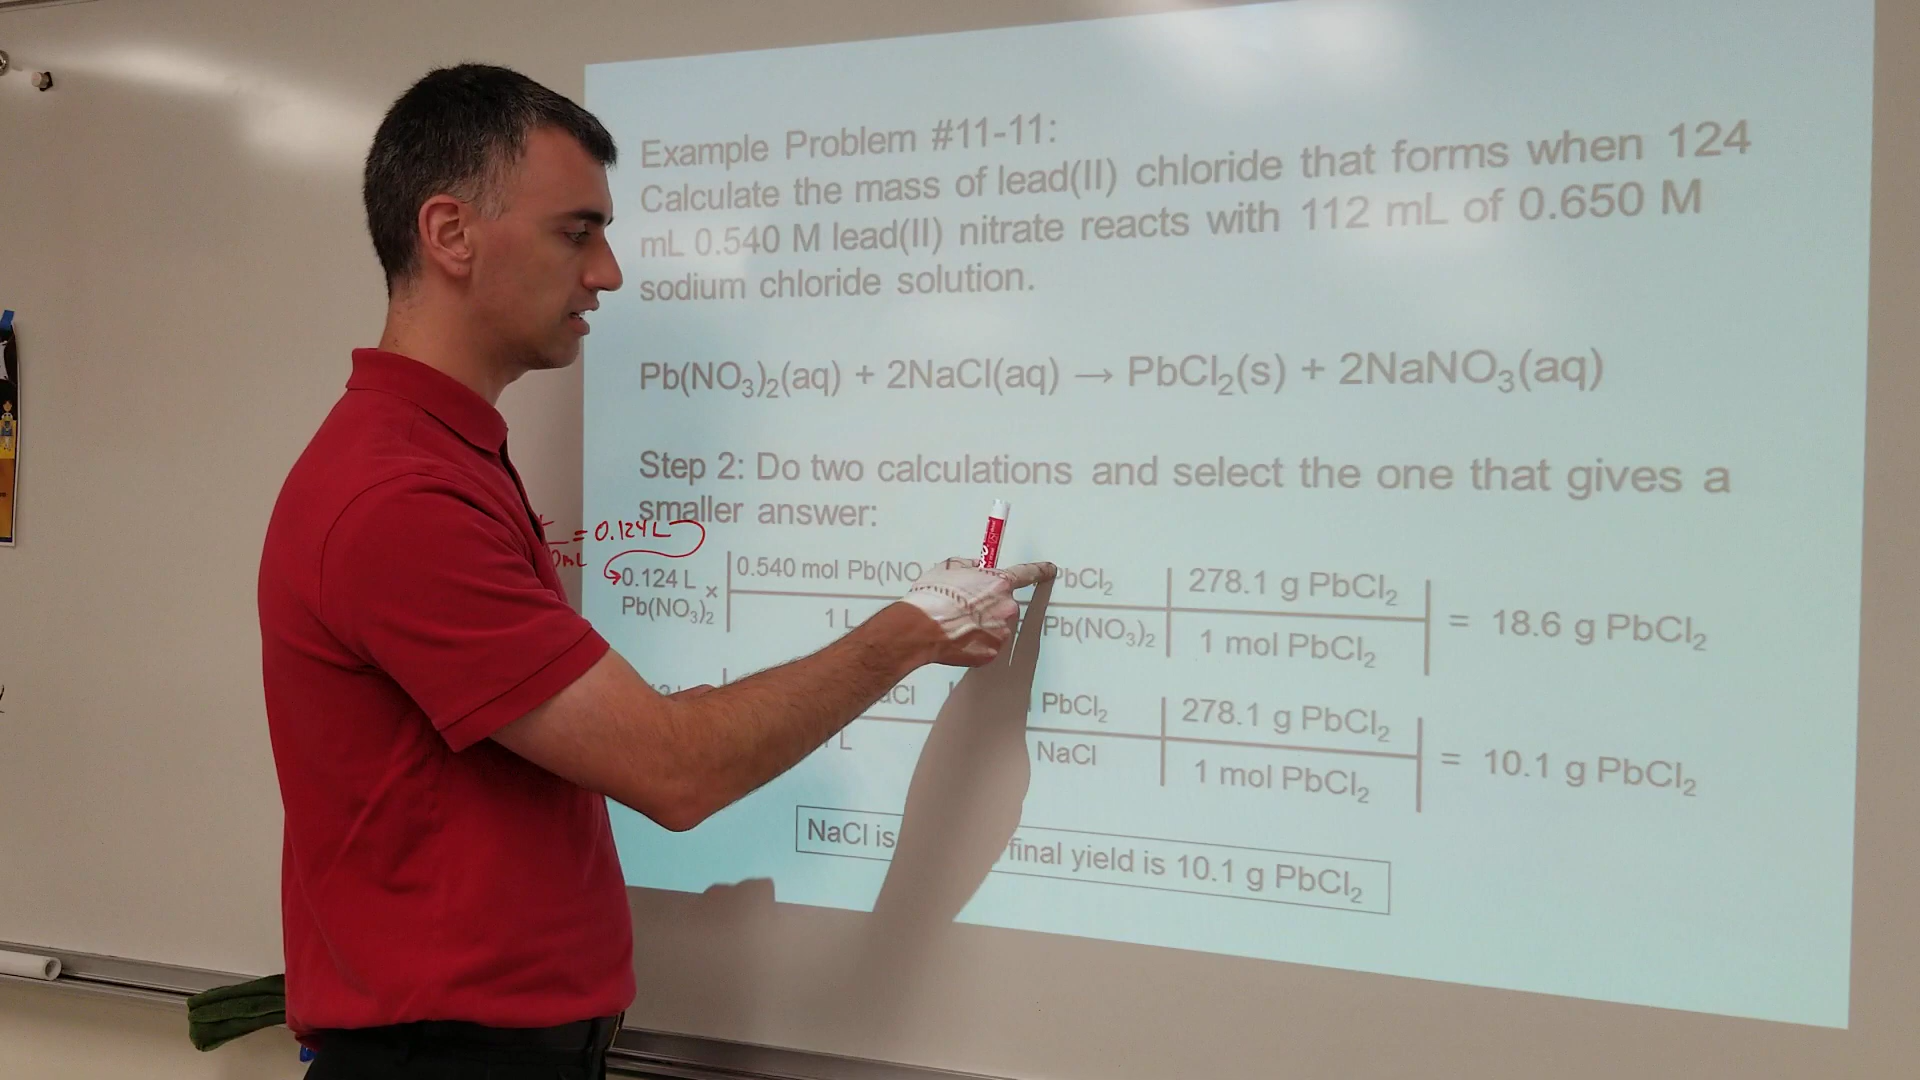 Example Problem #11-11:
Calculate the mass of lead(II) chloride that forms when 124
mL 0.540 M lead(II) nitrate reacts with 112 mL of 0.650 M
sodium chloride solution.
Pb(NO₃)₂(aq) + 2NaCl(aq) → PbCl₂(s) + 2NaNO₃(aq)
Step 2: Do two calculations and select the one that gives a
smaller answer:
= 0.124 L
mL
0.124 L × 0.540 mol Pb(NO PbCl₂ 278.1 g PbCl₂ = 18.6 g PbCl₂
Pb(NO₃)₂ 1 L Pb(NO₃)₂ 1 mol PbCl₂
Cl PbCl₂ 278.1 g PbCl₂ = 10.1 g PbCl₂
L NaCl 1 mol PbCl₂
NaCl is final yield is 10.1 g PbCl₂